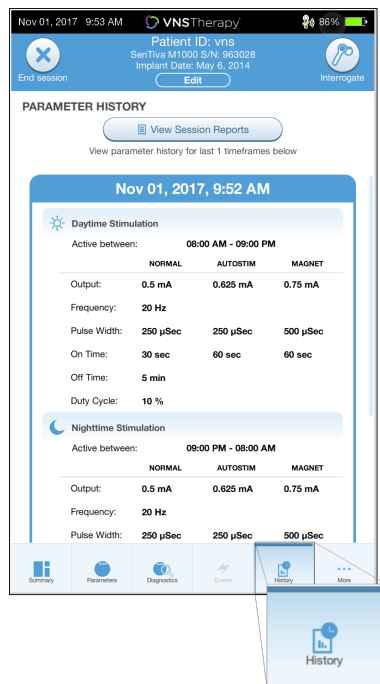 Nov 01, 2017 9:53 AM VNSTherapy 86%
Patient ID: vns
SenTiva M1000 S/N: 963028
Implant Date: May 6, 2014
End session Edit Interrogate
PARAMETER HISTORY
View Session Reports
View parameter history for last 1 timeframes below
Nov 01, 2017, 9:52 AM
Daytime Stimulation
Active between: 08:00 AM - 09:00 PM
NORMAL AUTOSTIM MAGNET
Output: 0.5 mA 0.625 mA 0.75 mA
Frequency: 20 Hz
Pulse Width: 250 µSec 250 µSec 500 µSec
On Time: 30 sec 60 sec 60 sec
Off Time: 5 min
Duty Cycle: 10 %
Nighttime Stimulation
Active between: 09:00 PM - 08:00 AM
NORMAL AUTOSTIM MAGNET
Output: 0.5 mA 0.625 mA 0.75 mA
Frequency: 20 Hz
Pulse Width: 250 µSec 250 µSec 500 µSec
Summary Parameters Diagnostics Events History More
History